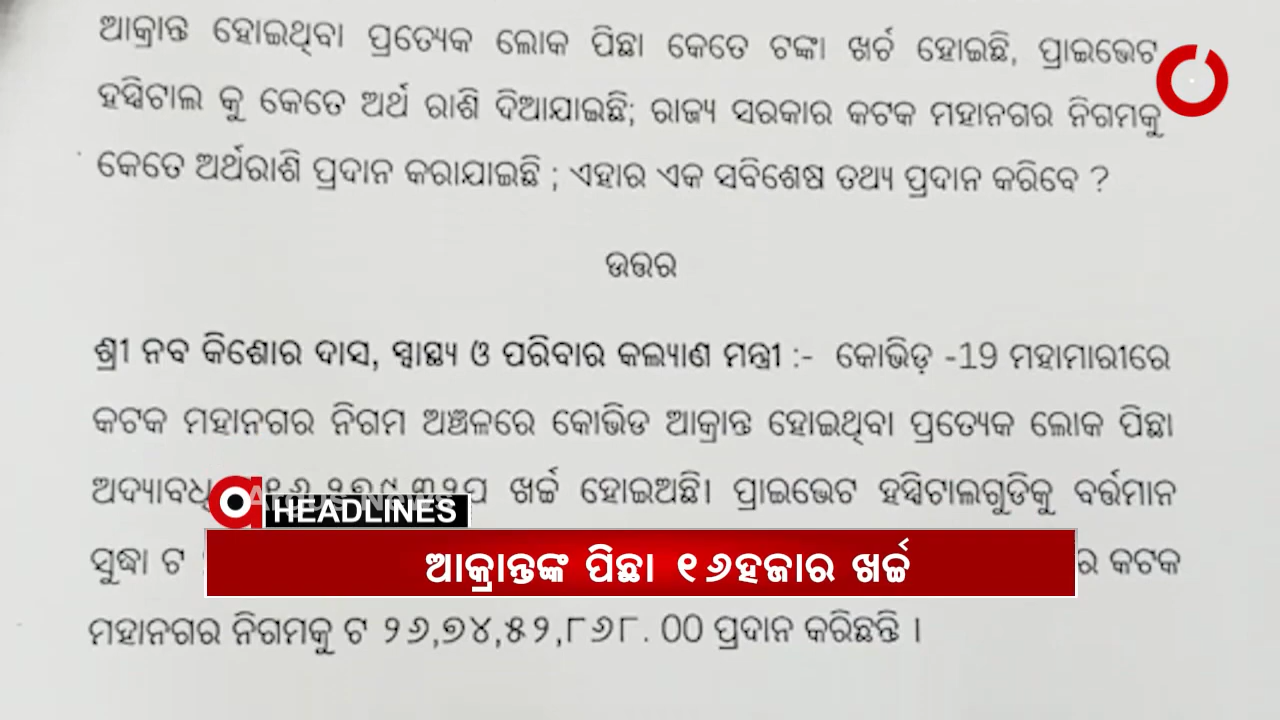 ଆକ୍ରାନ୍ତ ହୋଇଥିବା ପ୍ରତ୍ୟେକ ଲୋକ ପିଛା କେତେ ଟଙ୍କା ଖର୍ଚ୍ଚ ହୋଇଛି, ପ୍ରାଇଭେଟ
ହସ୍ପିଟାଲ କୁ କେତେ ଅର୍ଥ ରାଶି ଦିଆଯାଇଛି; ରାଜ୍ୟ ସରକାର କଟକ ମହାନଗର ନିଗମକୁ
କେତେ ଅର୍ଥରାଶି ପ୍ରଦାନ କରାଯାଇଛି ; ଏହାର ଏକ ସବିଶେଷ ତଥ୍ୟ ପ୍ରଦାନ କରିବେ ?
ଉତ୍ତର
ଶ୍ରୀ ନବ କିଶୋର ଦାସ, ସ୍ୱାସ୍ଥ୍ୟ ଓ ପରିବାର କଲ୍ୟାଣ ମନ୍ତ୍ରୀ :- କୋଭିଡ଼ -19 ମହାମାରୀରେ
କଟକ ମହାନଗର ନିଗମ ଅଞ୍ଚଳରେ କୋଭିଡ ଆକ୍ରାନ୍ତ ହୋଇଥିବା ପ୍ରତ୍ୟେକ ଲୋକ ପିଛା
ଅଦ୍ୟାବଧି ଖର୍ଚ୍ଚ ହୋଇଅଛି। ପ୍ରାଇଭେଟ ହସ୍ପିଟାଲଗୁଡିକୁ ବର୍ତ୍ତମାନ
HEADLINES
ସୁଦ୍ଧା ଟ କଟକ
ଆକ୍ରାନ୍ତଙ୍କ ପିଛା ୧୬ହଜାର ଖର୍ଚ୍ଚ
ମହାନଗର ନିଗମକୁ ଟ ୨୬,୭୪,୫୨,୮୬୮. 00 ପ୍ରଦାନ କରିଛନ୍ତି ।